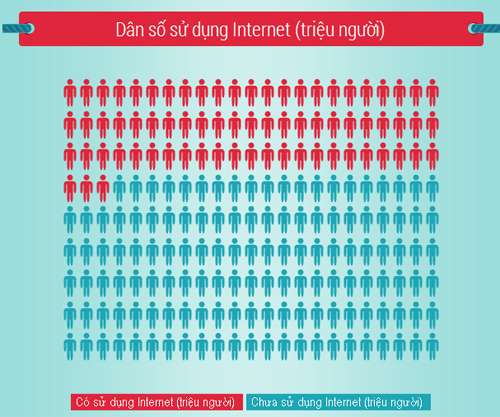 Dân số sử dụng Internet (triệu người)
Có sử dụng Internet (triệu người)
Chưa sử dụng Internet (triệu người)